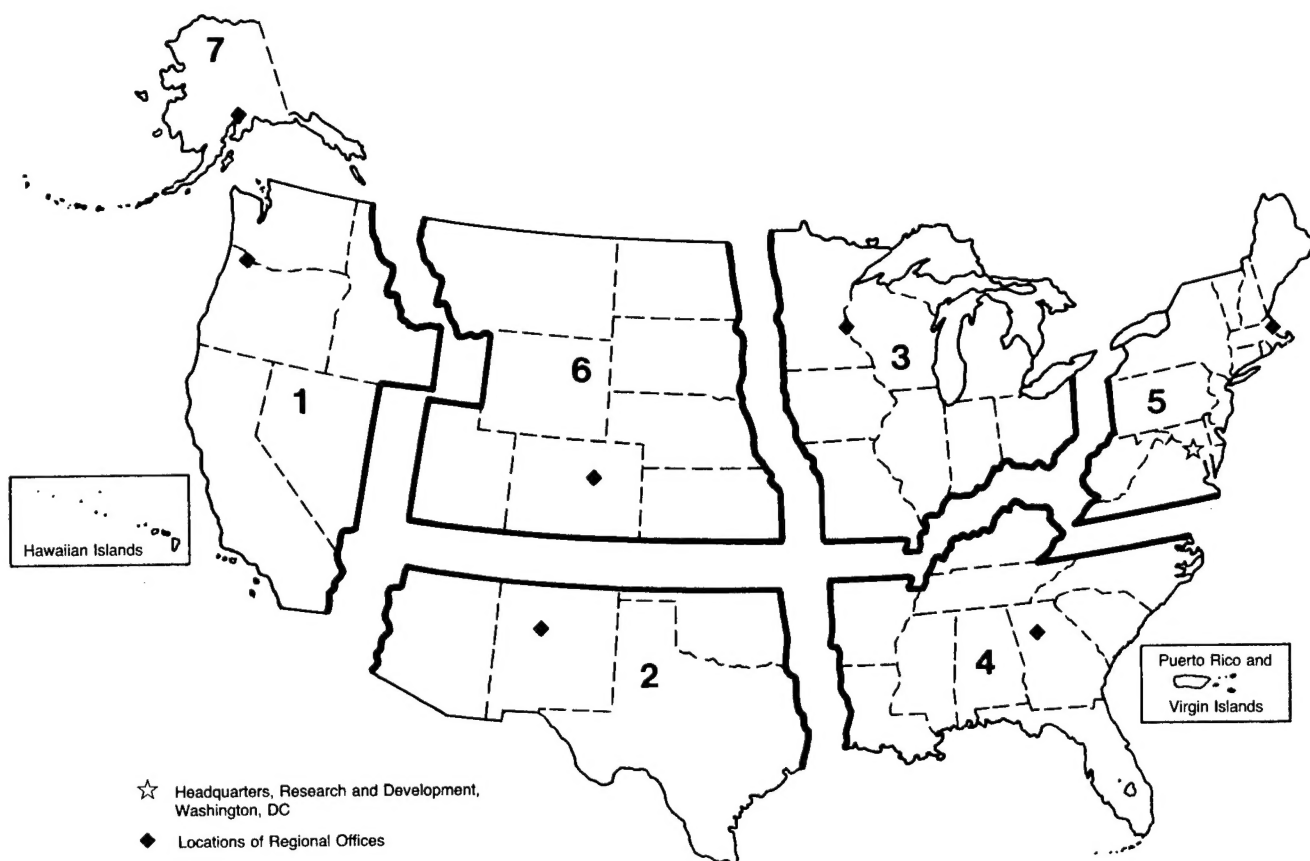 7
3
6
5
1
Hawaiian Islands
Puerto Rico and
Virgin Islands
4
2
Headquarters, Research and Development,
Washington, DC
Locations of Regional Offices